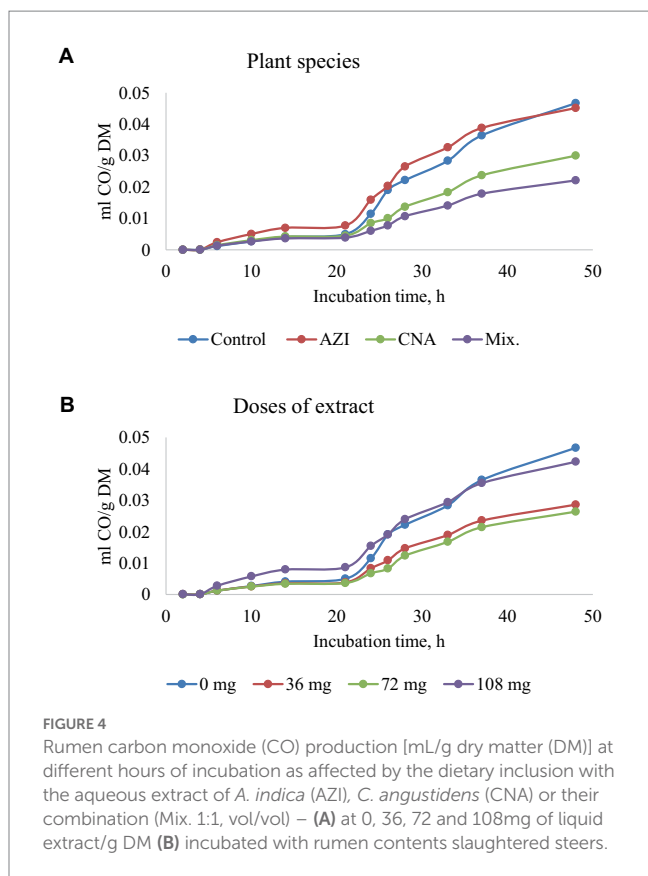 A
Plant species
ml CO/g DM
0.05
0.04
0.03
0.02
0.01
0
0 10 20 30 40 50
Incubation time, h
Control AZI CNA Mix.
B
Doses of extract
ml CO/g DM
0.05
0.04
0.03
0.02
0.01
0
0 10 20 30 40 50
Incubation time, h
0 mg 36 mg 72 mg 108 mg
FIGURE 4
Rumen carbon monoxide (CO) production [mL/g dry matter (DM)] at
different hours of incubation as affected by the dietary inclusion with
the aqueous extract of A. indica (AZI), C. angustidens (CNA) or their
combination (Mix. 1:1, vol/vol) – (A) at 0, 36, 72 and 108mg of liquid
extract/g DM (B) incubated with rumen contents slaughtered steers.